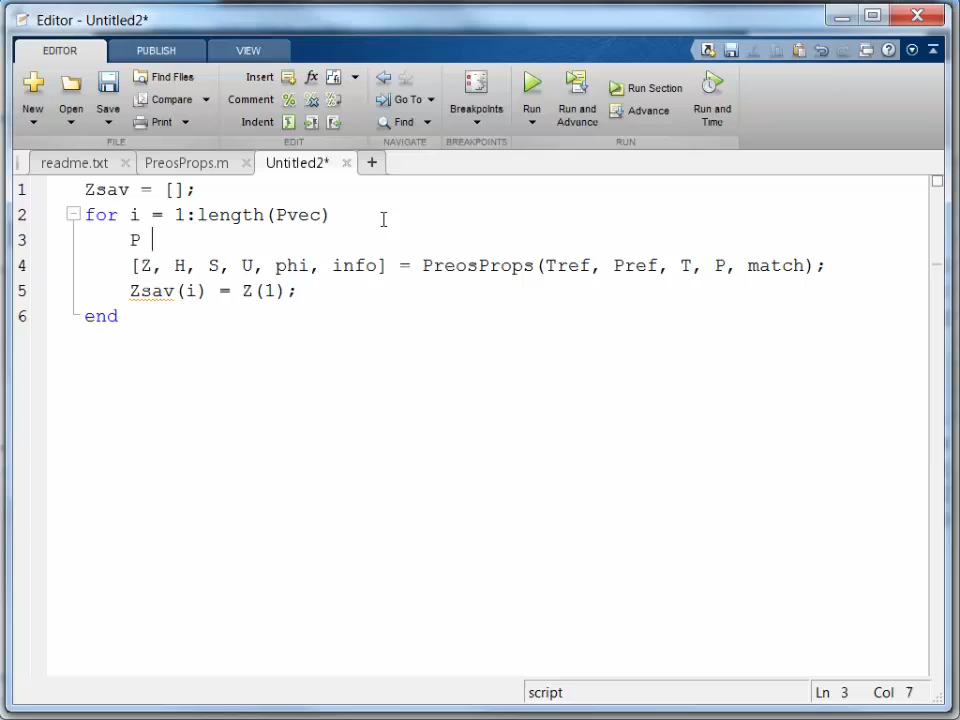 Editor - Untitled2*
EDITOR PUBLISH VIEW
New Open Save Find Files Compare Print
Insert Comment Indent
Go To Find
Breakpoints
Run Run and Advance Run Section Advance Run and Time
FILE EDIT NAVIGATE BREAKPOINTS RUN
readme.txt PreosProps.m Untitled2*
1 Zsav = [];
2 for i = 1:length(Pvec)
3 P
4 [Z, H, S, U, phi, info] = PreosProps(Tref, Pref, T, P, match);
5 Zsav(i) = Z(1);
6 end
script Ln 3 Col 7